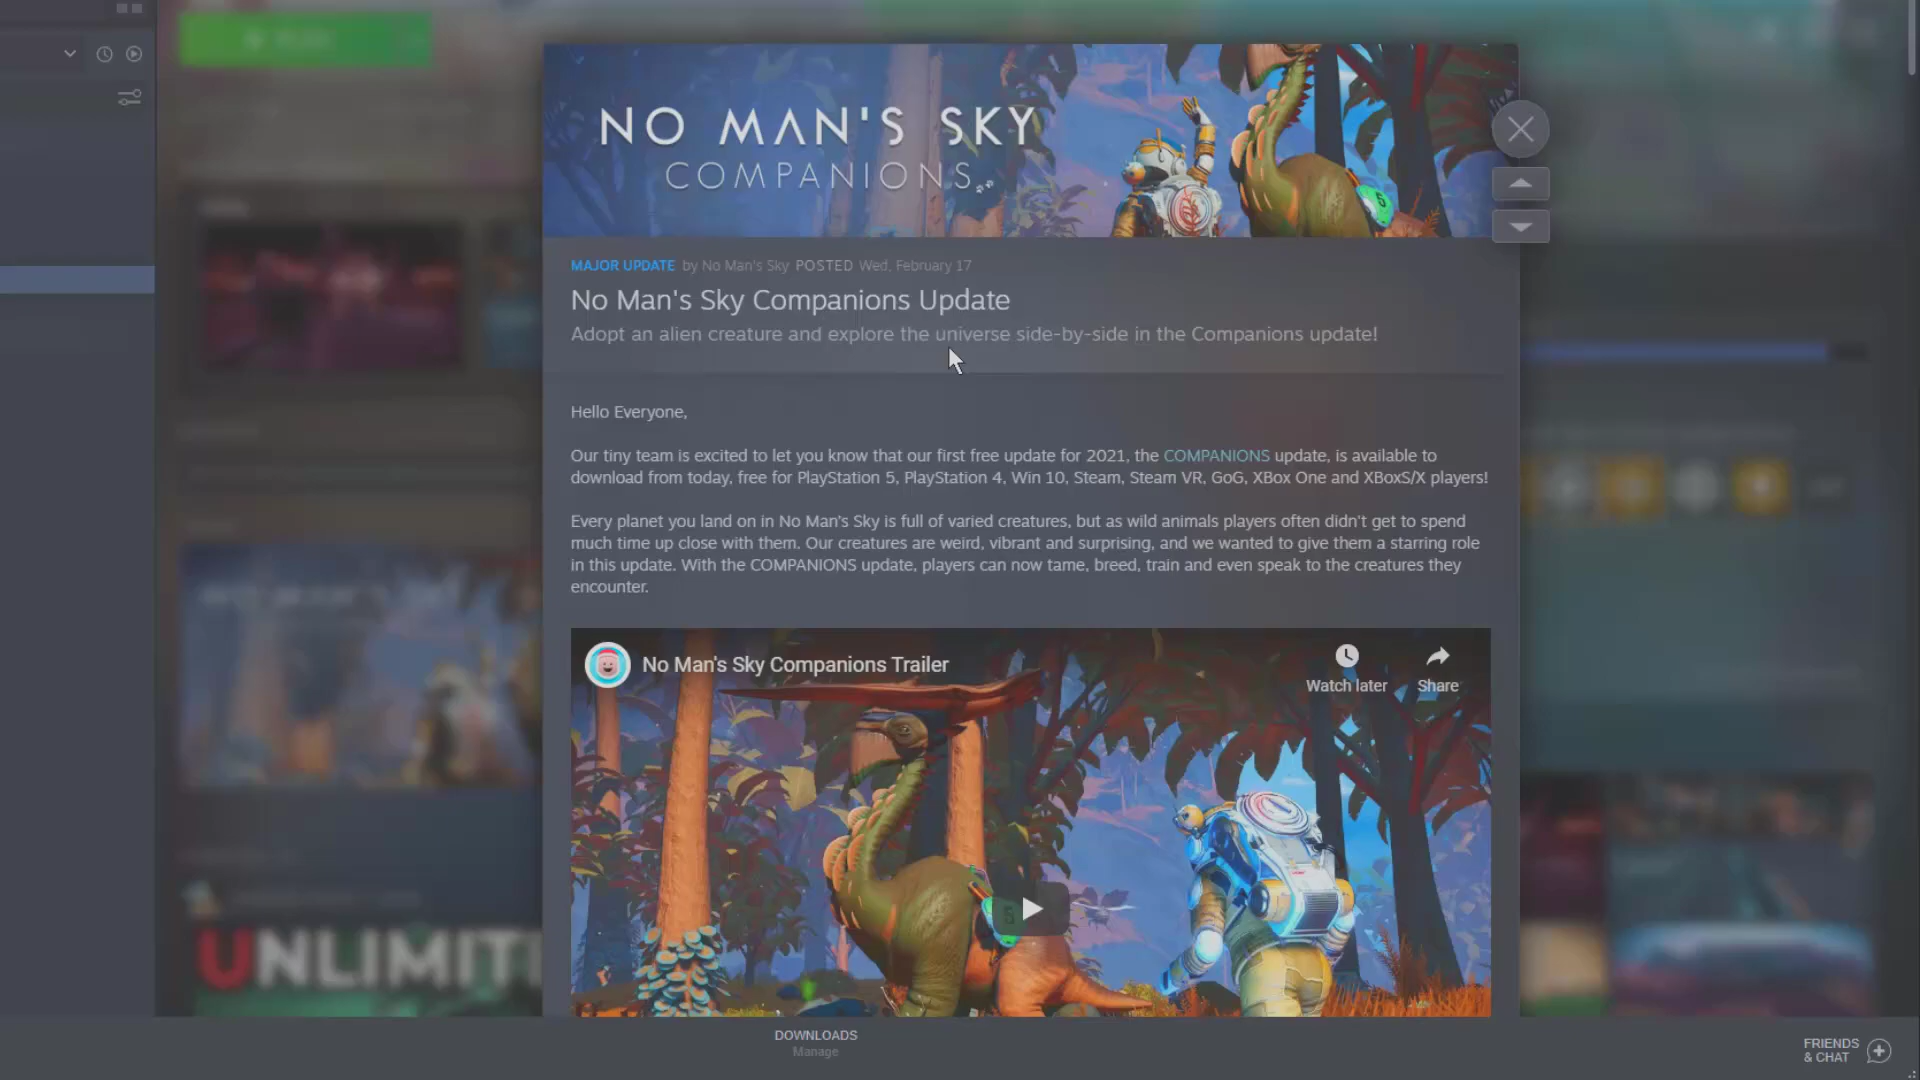 NO MAN'S SKY
COMPANIONS
MAJOR UPDATE by No Man's Sky POSTED Wed, February 17
No Man's Sky Companions Update
Adopt an alien creature and explore the universe side-by-side in the Companions update!
Hello Everyone,
Our tiny team is excited to let you know that our first free update for 2021, the COMPANIONS update, is available to
download from today, free for PlayStation 5, PlayStation 4, Win 10, Steam, Steam VR, GoG, XBox One and XBoxS/X players!
Every planet you land on in No Man's Sky is full of varied creatures, but as wild animals players often didn't get to spend
much time up close with them. Our creatures are weird, vibrant and surprising, and we wanted to give them a starring role
in this update. With the COMPANIONS update, players can now tame, breed, train and even speak to the creatures they
encounter.
No Man's Sky Companions Trailer
Watch later
Share
5
5
UNLIMIT
DOWNLOADS
Manage
FRIENDS
& CHAT